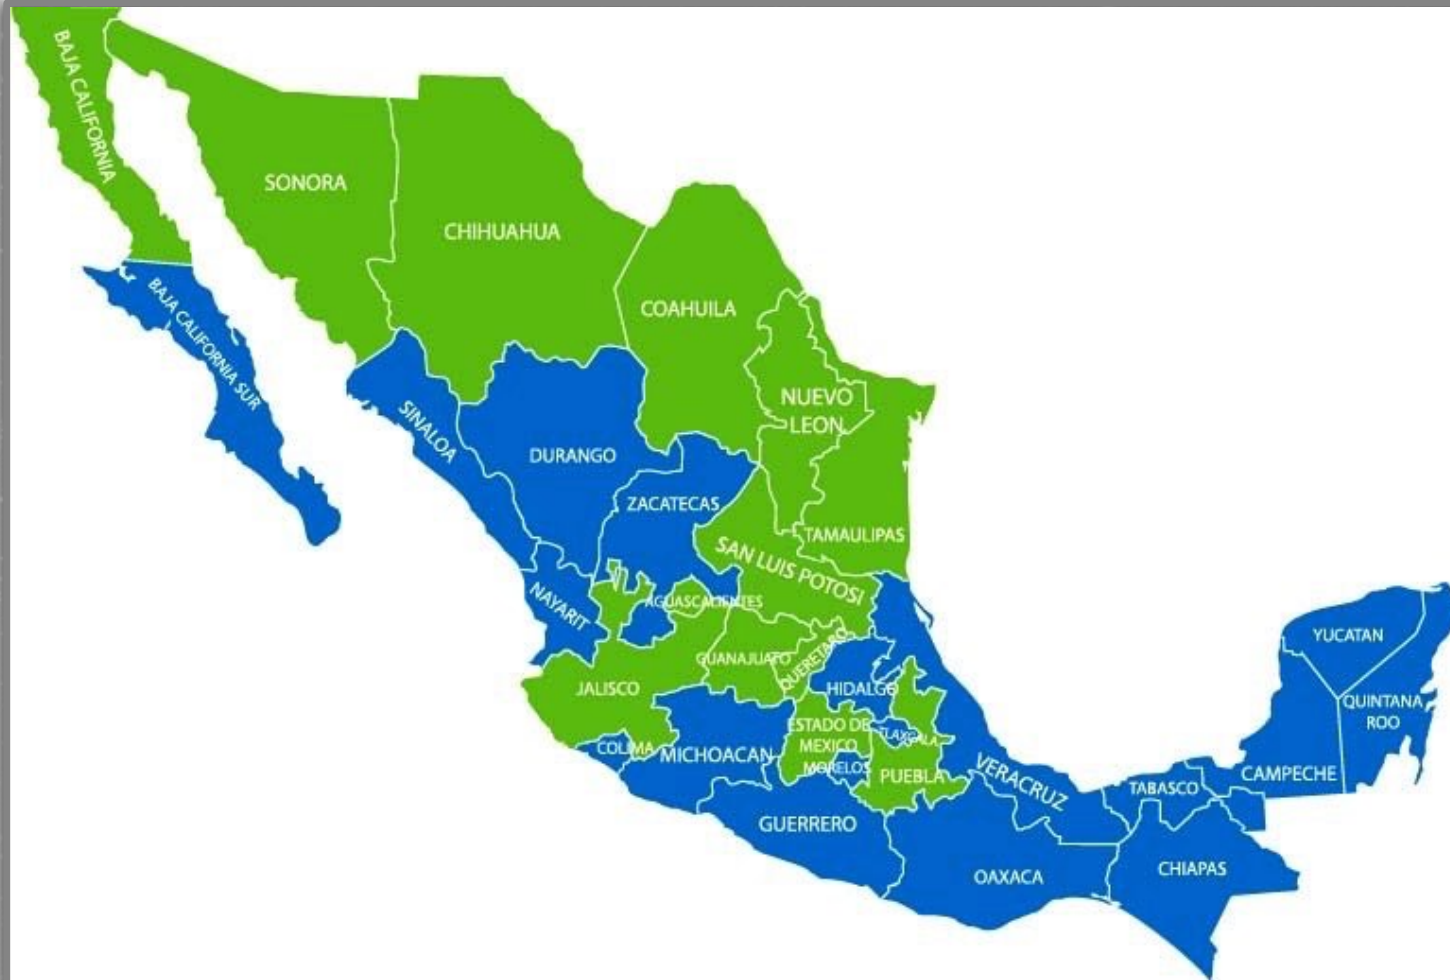 BAJA CALIFORNIA
SONORA
CHIHUAHUA
COAHUILA
BAJA CALIFORNIA SUR
NUEVO
LEON
SINALOA
DURANGO
ZACATECAS
TAMAULIPAS
SAN LUIS POTOSI
NAYARIT
AGUASCALIENTES
GUANAJUATO
QUERETARO
YUCATAN
JALISCO
HIDALGO
QUINTANA
ROO
ESTADO DE
MEXICO
TLAXCALA
COLIMA
MICHOACAN
MORELOS
PUEBLA
VERACRUZ
CAMPECHE
TABASCO
GUERRERO
OAXACA
CHIAPAS